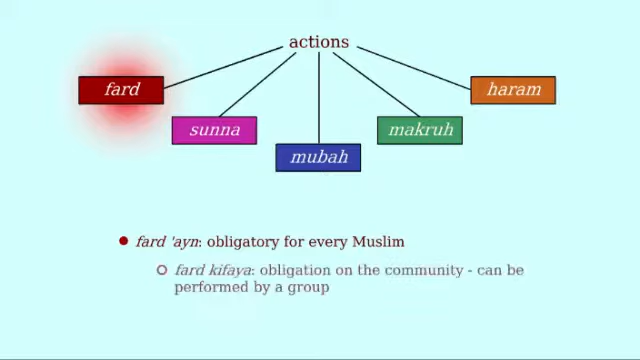 actions
fard
haram
sunna
makruh
mubah
fard 'ayn: obligatory for every Muslim
fard kifaya: obligation on the community - can be
performed by a group